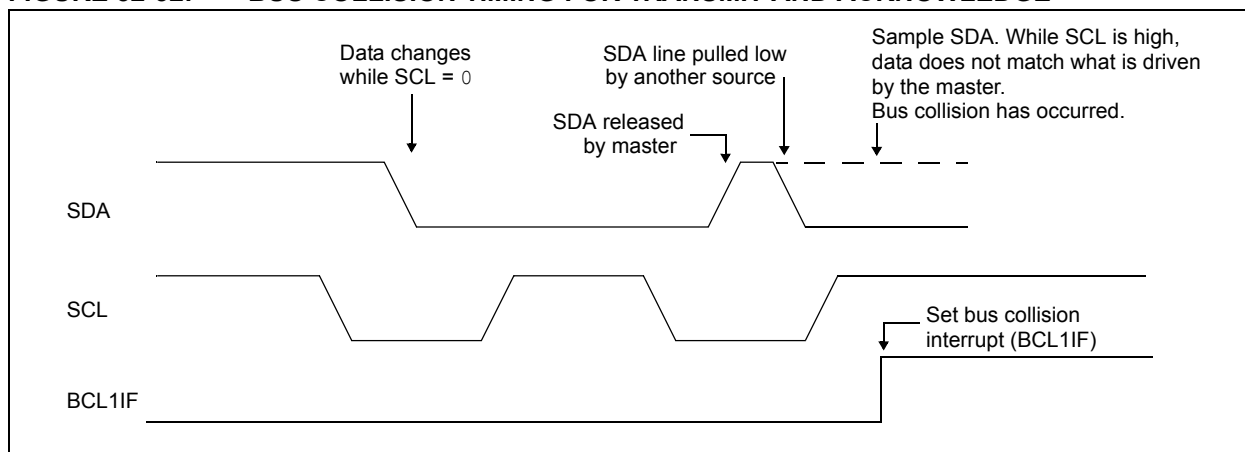 Data changes
while SCL = 0
SDA line pulled low
by another source
Sample SDA. While SCL is high,
data does not match what is driven
by the master.
Bus collision has occurred.
SDA released
by master
SDA
SCL
Set bus collision
interrupt (BCL1IF)
BCL1IF